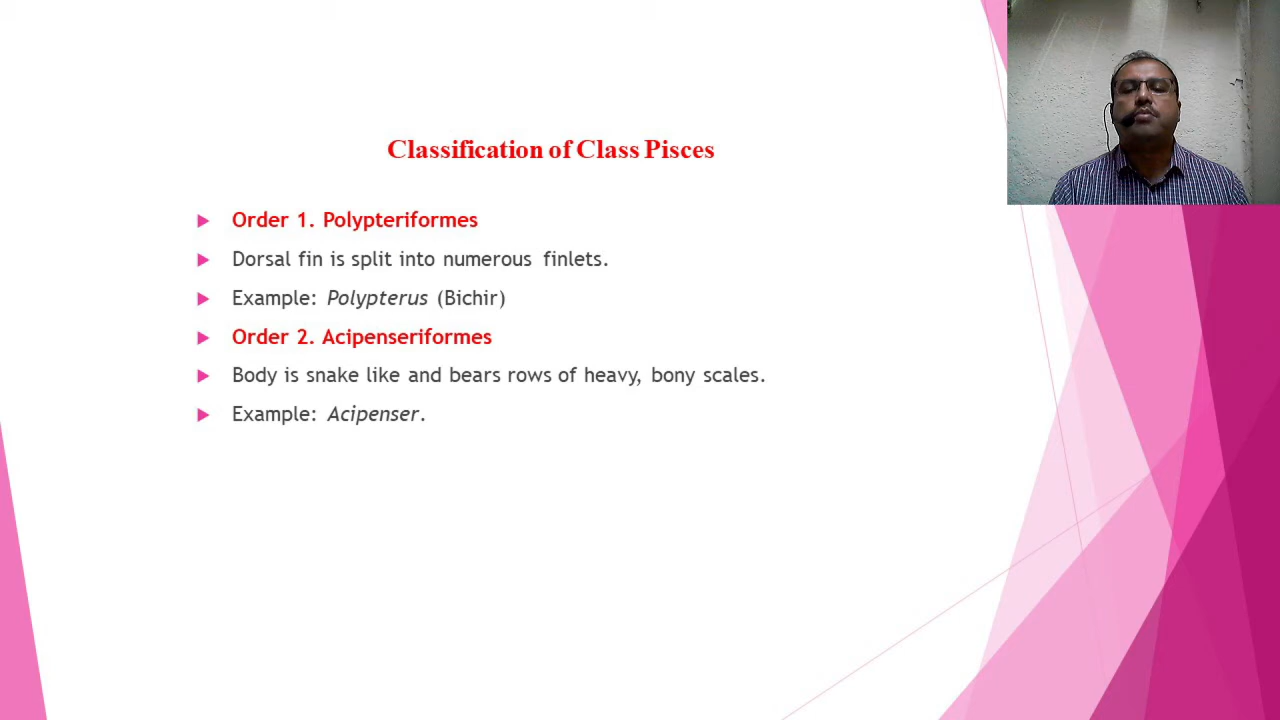 Classification of Class Pisces
Order 1. Polypteriformes
Dorsal fin is split into numerous finlets.
Example: Polypterus (Bichir)
Order 2. Acipenseriformes
Body is snake like and bears rows of heavy, bony scales.
Example: Acipenser.